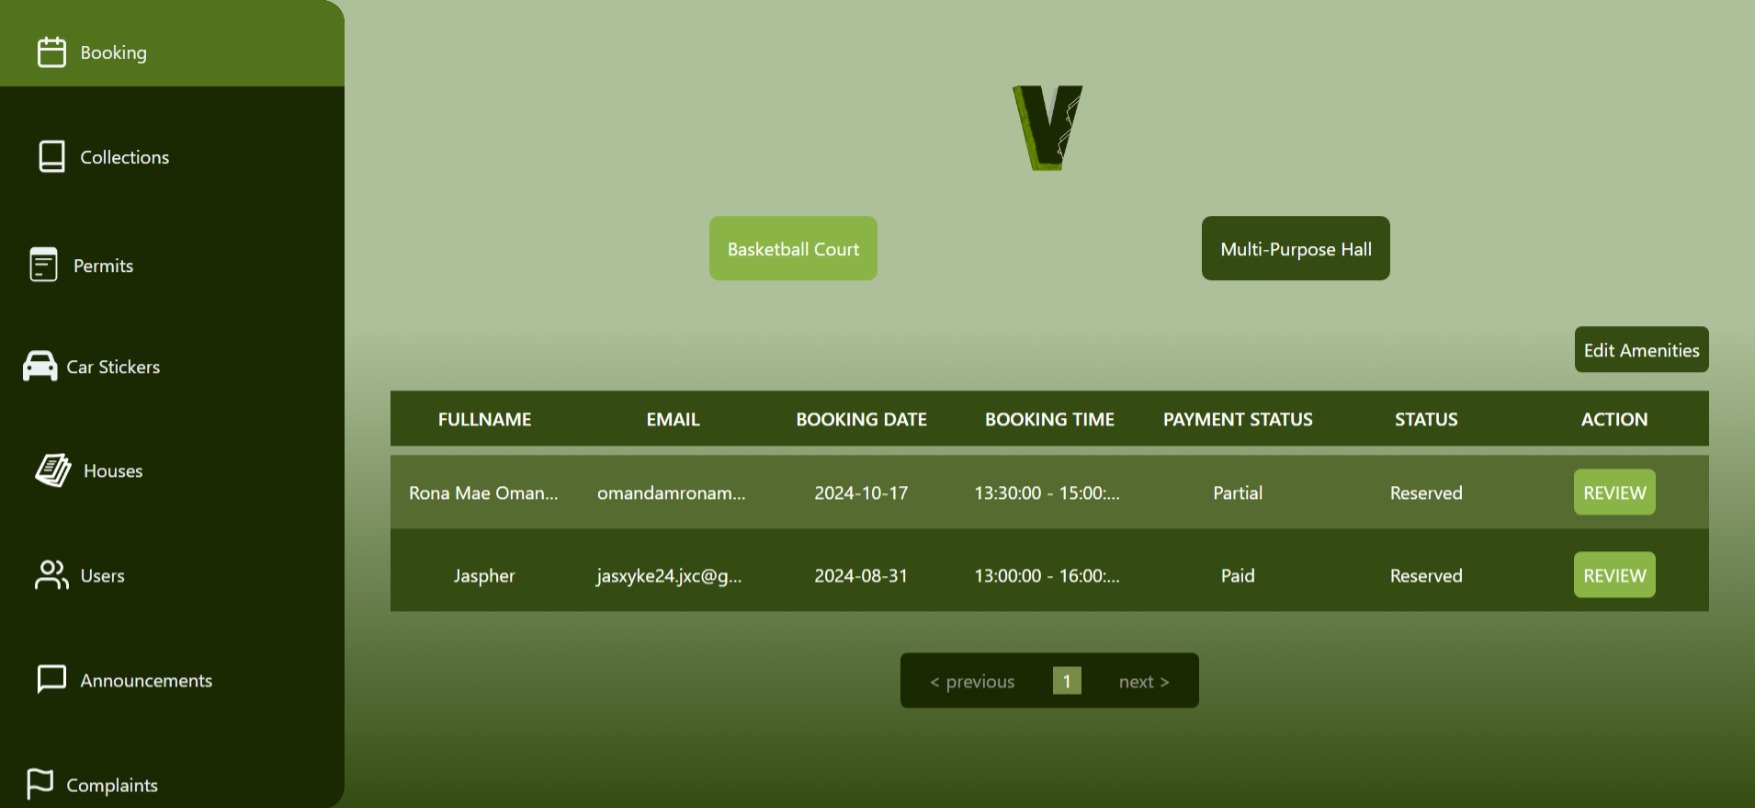 Booking
Collections
Permits
Car Stickers
Houses
Users
Announcements
Complaints
V
Basketball Court
Multi-Purpose Hall
Edit Amenities
FULLNAME EMAIL BOOKING DATE BOOKING TIME PAYMENT STATUS STATUS ACTION
Rona Mae Oman... omandamronam... 2024-10-17 13:30:00 - 15:00:... Partial Reserved REVIEW
Jaspher jasxyke24.jxc@g... 2024-08-31 13:00:00 - 16:00:... Paid Reserved REVIEW
< previous 1 next >